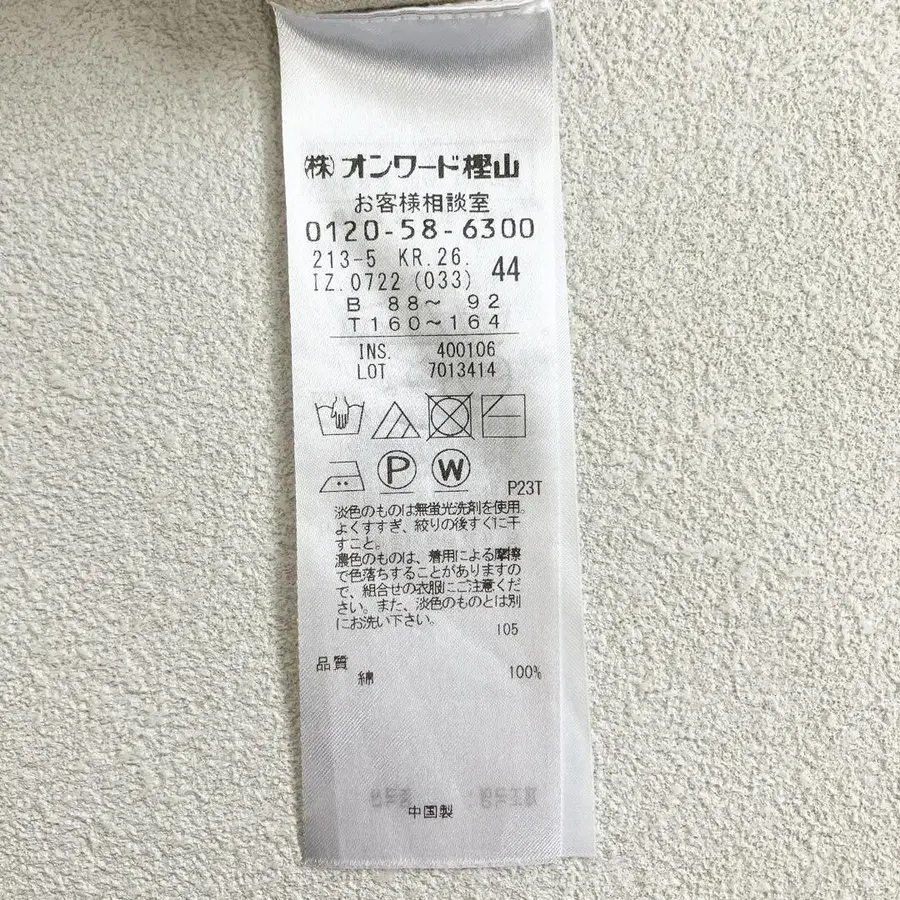 ㈱オンワード樫山
お客様相談室
0120-58-6300
213-5 KR.26.
IZ.0722 (033) 44
B 88～ 92
T160～164
INS. 400106
LOT 7013414
P
W
P23T
淡色のものは無蛍光洗剤を使用。
よくすすぎ、絞りの後すぐに干
すこと。
濃色のものは、着用による摩擦
で色落ちすることがありますの
で、組合せの衣服にご注意くだ
さい。また、淡色のものとは別
にお洗い下さい。
105
品質
綿 100%
中国製